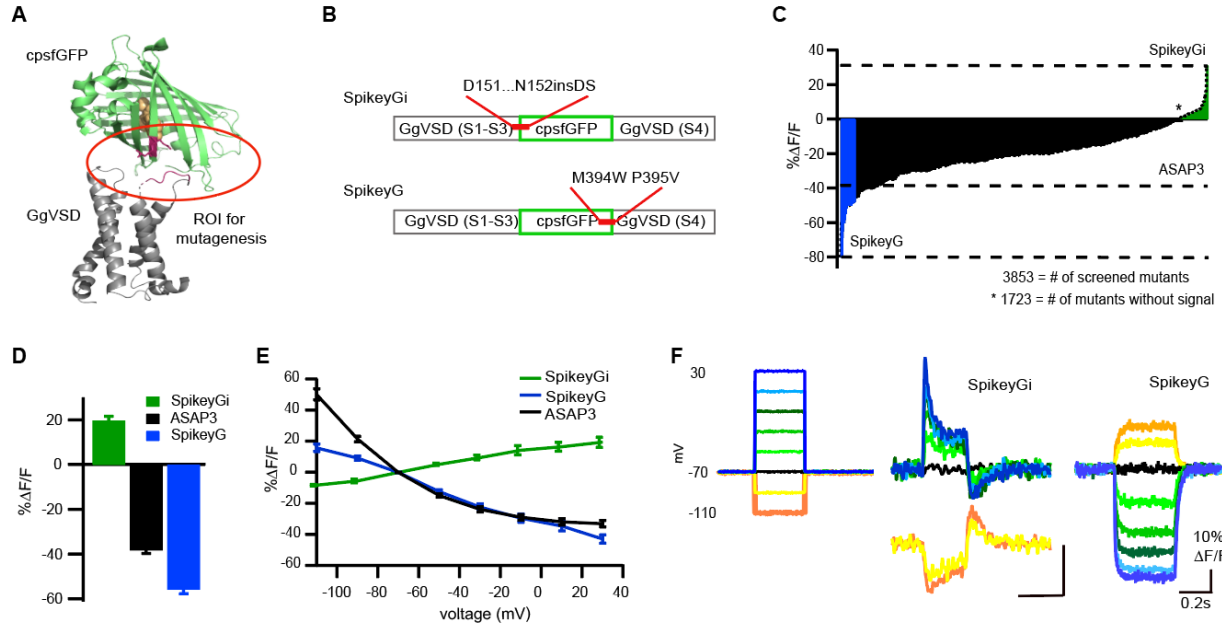 A
cpsfGFP
GgVSD
ROI for
mutagenesis
B
D151...N152insDS
SpikeyGi
GgVSD (S1-S3)
cpsfGFP
GgVSD (S4)
M394W P395V
SpikeyG
GgVSD (S1-S3)
cpsfGFP
GgVSD (S4)
C
%ΔF/F
40
20
0
-20
-40
-60
-80
SpikeyGi
*
ASAP3
SpikeyG
3853 = # of screened mutants
* 1723 = # of mutants without signal
D
SpikeyGi
ASAP3
SpikeyG
%ΔF/F
20
0
-20
-40
-60
E
SpikeyGi
SpikeyG
ASAP3
%ΔF/F
60
40
20
0
-20
-40
-60
-100
-80
-60
-40
-20
0
20
40
voltage (mV)
F
30
mV
-70
-110
SpikeyGi
SpikeyG
10%
ΔF/F
0.2s